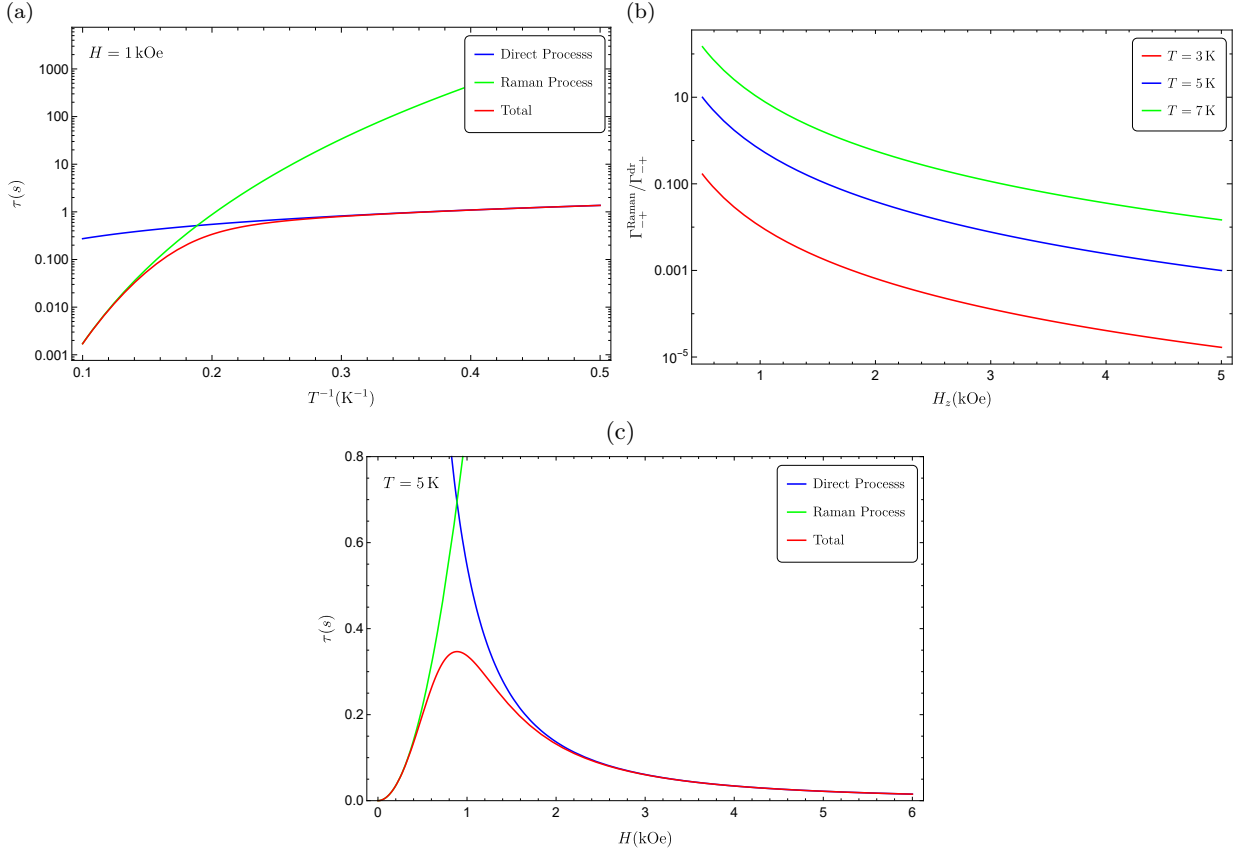 (a)
H = 1 kOe
Direct Processs
Raman Process
Total
1000
100
10
1
0.100
0.010
0.001
τ(s)
0.1
0.2
0.3
0.4
0.5
T⁻¹(K⁻¹)
(b)
T = 3 K
T = 5 K
T = 7 K
10
0.100
0.001
10⁻⁵
Γ₋₊^Raman/Γ₋₊^dr
1
2
3
4
5
H_z(kOe)
(c)
T = 5 K
Direct Processs
Raman Process
Total
0.8
0.6
0.4
0.2
0.0
τ(s)
0
1
2
3
4
5
6
H(kOe)